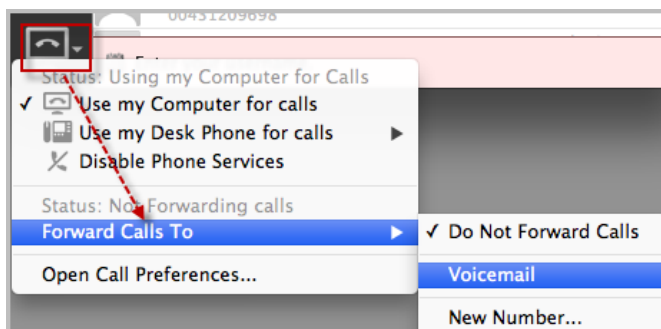 00431209698
Status: Using my Computer for Calls
✓ Use my Computer for calls
Use my Desk Phone for calls ▶
Disable Phone Services
Status: Not Forwarding calls
Forward Calls To ▶
✓ Do Not Forward Calls
Open Call Preferences...
Voicemail
New Number...